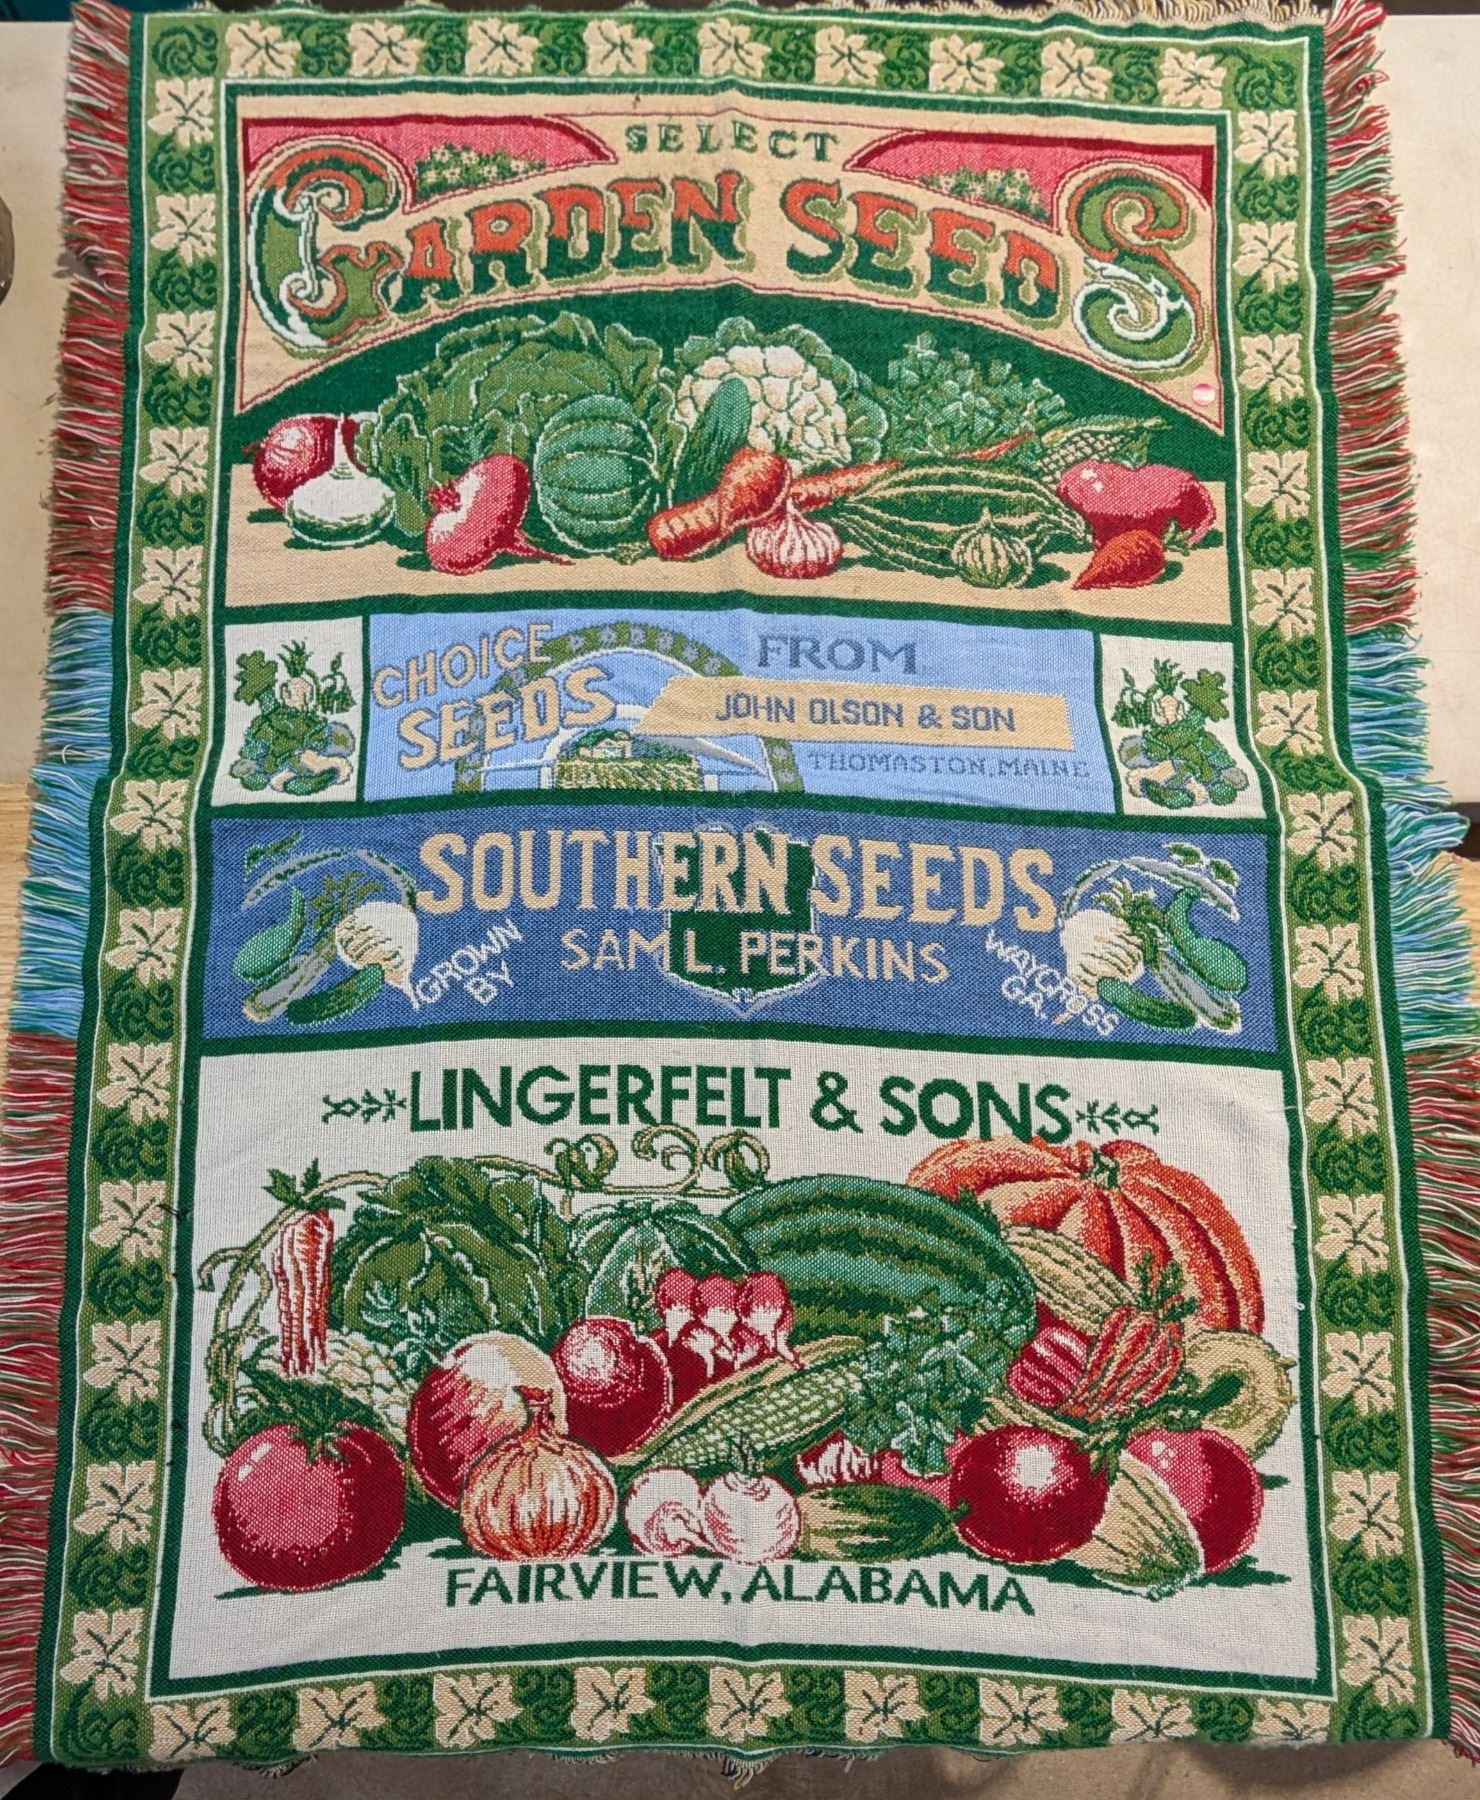 SELECT
GARDEN SEEDS
CHOICE
SEEDS
FROM
JOHN OLSON & SON
THOMASTON, MAINE
SOUTHERN SEEDS
GROWN
BY
SAM L. PERKINS
WAYCROSS
GA.
LINGERFELT & SONS
FAIRVIEW, ALABAMA